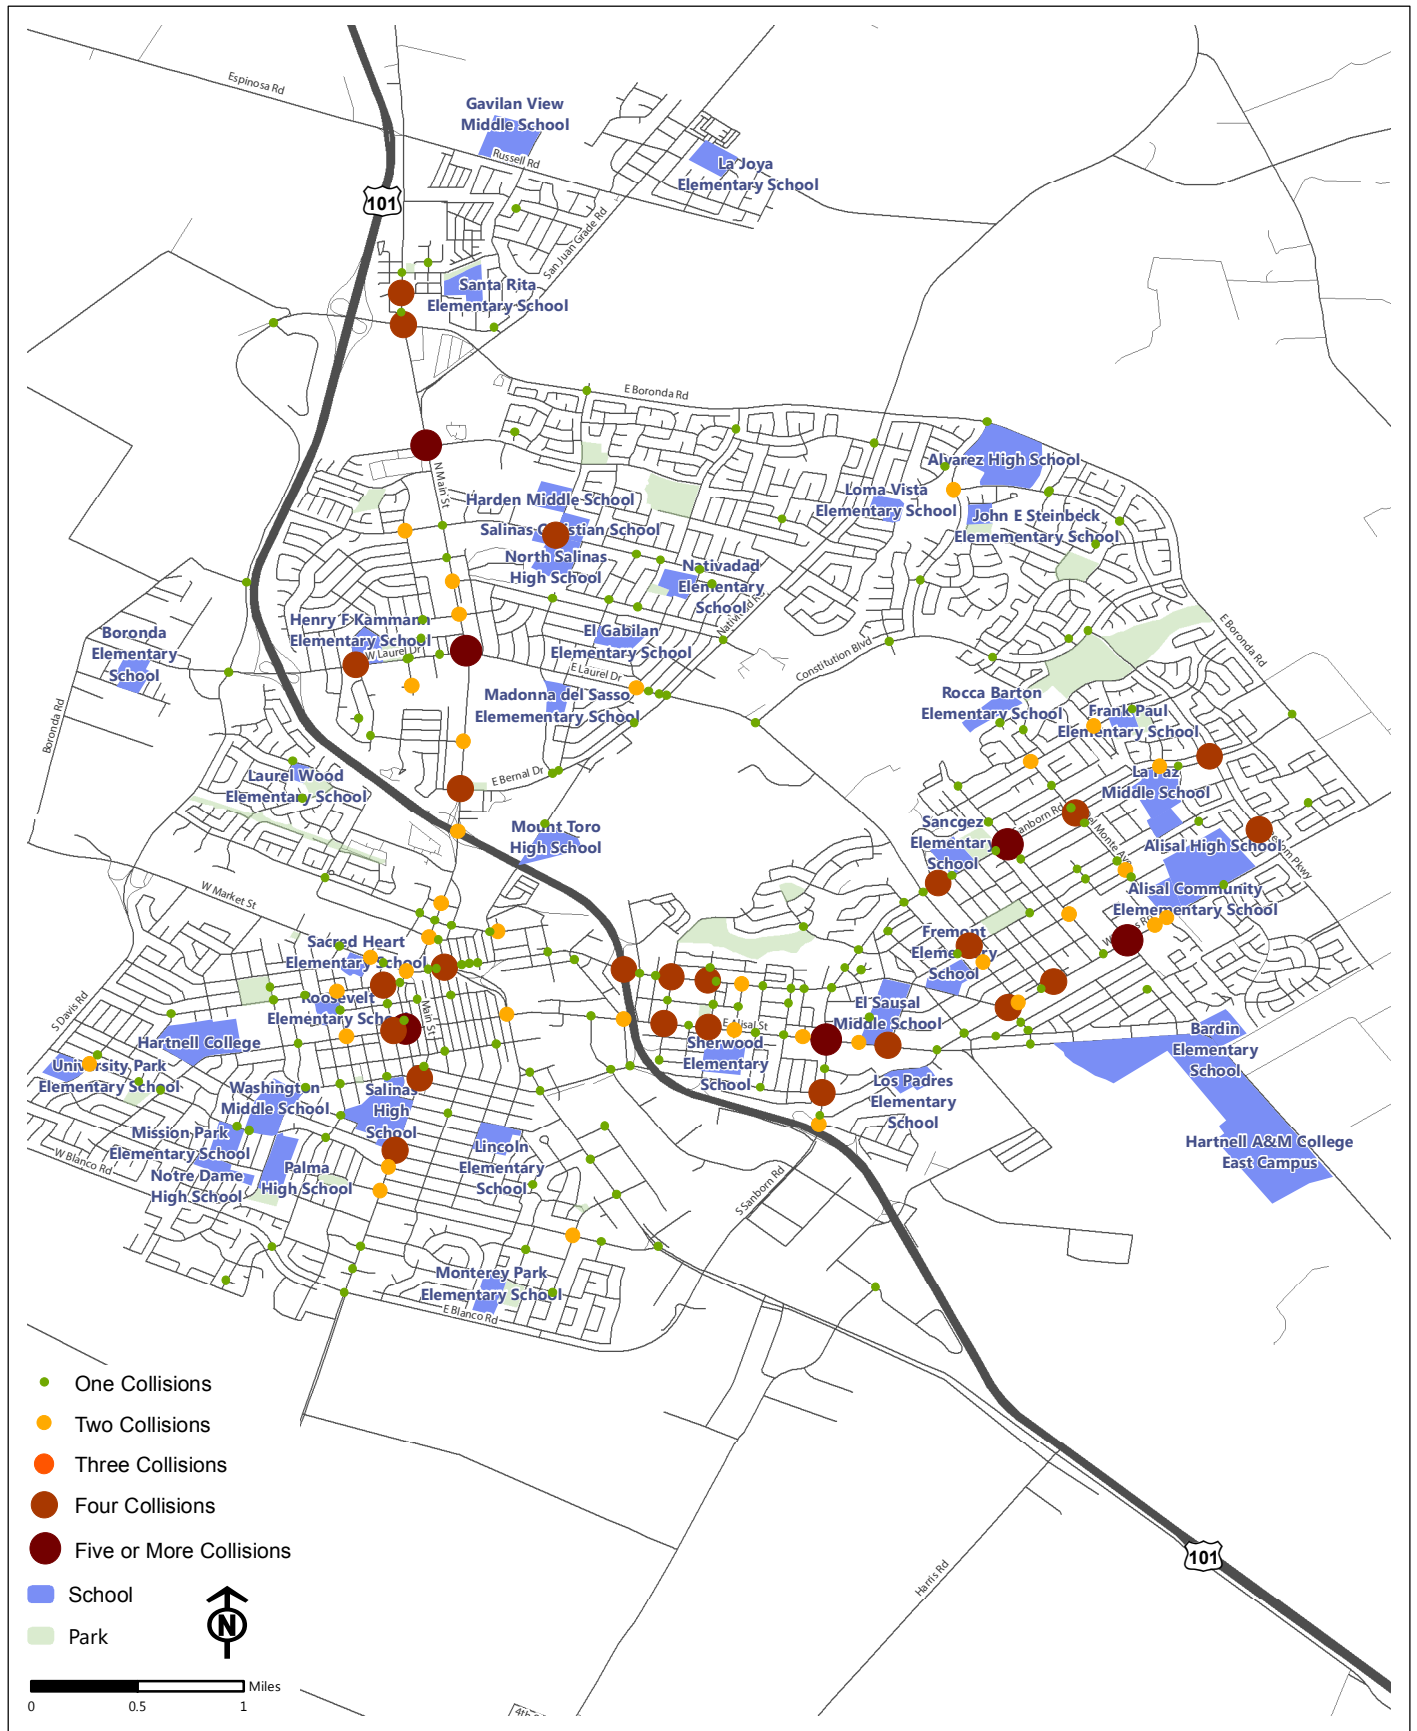 Espinosa Rd
Gavilan View
Middle School
Russell Rd
La Joya
Elementary School
101
San Juan Grade Rd
Santa Rita
Elementary School
E Boronda Rd
N Main St
Alvarez High School
Harden Middle School
Loma Vista
Elementary School
Salinas Christian School
John E Steinbeck
Elemementary School
North Salinas
High School
Nativadad
Elementary
School
Henry F Kammann
Elementary School
W Laurel Dr
El Gabilan
Elementary School
E Laurel Dr
Boronda
Elementary
School
Constitution Blvd
E Boronda Rd
Boronda Rd
Madonna del Sasso
Elemementary School
Rocca Barton
Elementary School
Frank Paul
Elementary School
Laurel Wood
Elementary School
E Bernal Dr
La Paz
Middle School
Mount Toro
High School
Sancgez
Elementary
School
Alisal High School
Alisal Community
Elemementary School
W Market St
Sacred Heart
Elementary School
Fremont
Elementary
School
S Davis Rd
Roosevelt
Elementary School
Main St
El Sausal
Middle School
E Alisal St
Hartnell College
Sherwood
Elementary
School
Bardin
Elementary
School
University Park
Elementary School
Washington
Middle School
Salinas
High
School
Los Padres
Elementary
School
Mission Park
Elementary School
W Blanco Rd
Notre Dame
High School
Palma
High School
Lincoln
Elementary
School
Hartnell A&M College
East Campus
S Sanborn Rd
Monterey Park
Elementary School
E Blanco Rd
One Collisions
Two Collisions
Three Collisions
Four Collisions
Five or More Collisions
School
Park
N
Miles
0 0.5 1
Harris Rd
101